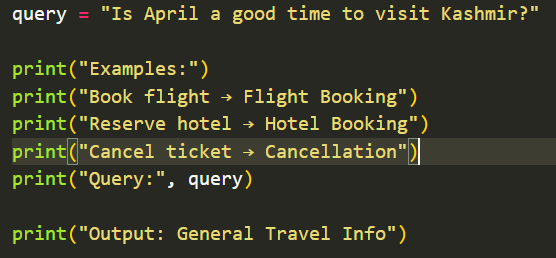 query = "Is April a good time to visit Kashmir?"
print("Examples:")
print("Book flight → Flight Booking")
print("Reserve hotel → Hotel Booking")
print("Cancel ticket → Cancellation")
print("Query:", query)
print("Output: General Travel Info")